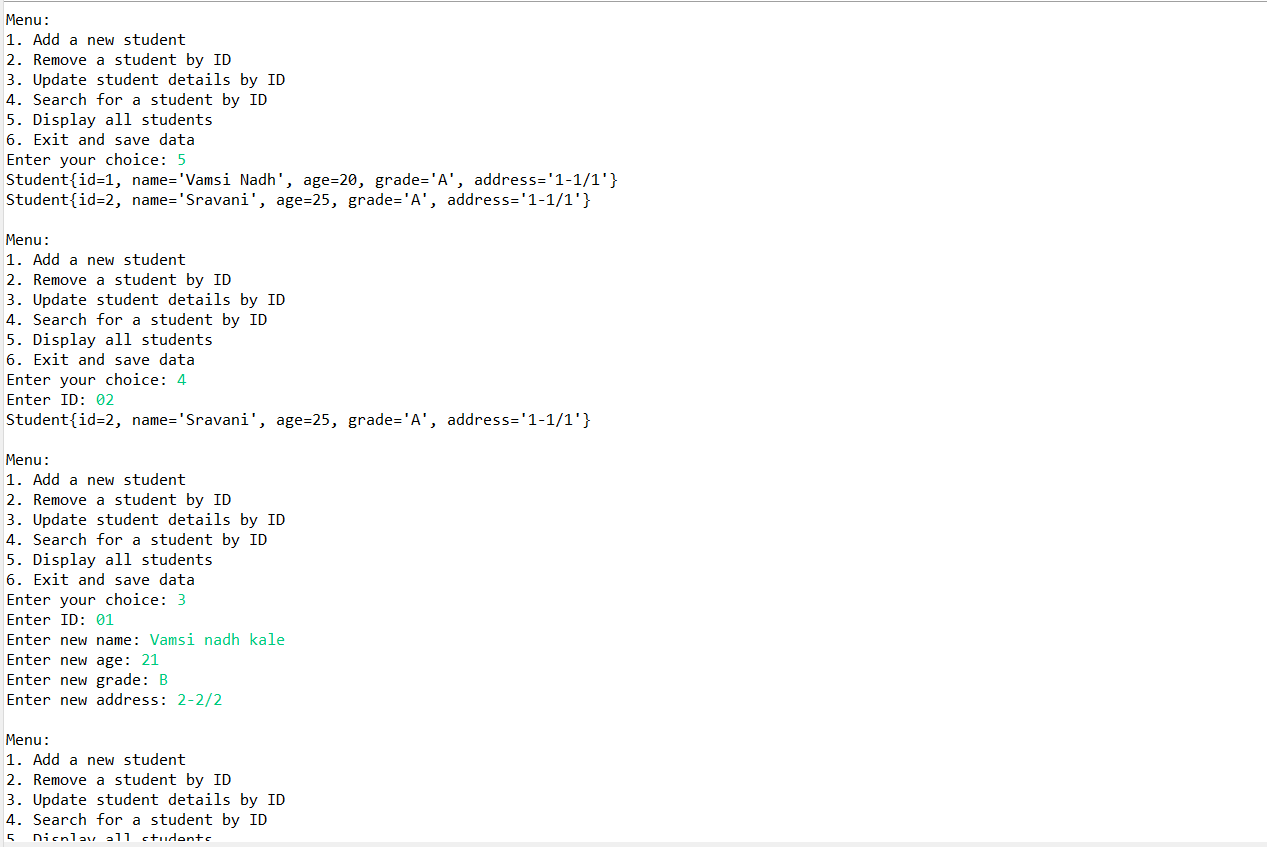 Menu:
1. Add a new student
2. Remove a student by ID
3. Update student details by ID
4. Search for a student by ID
5. Display all students
6. Exit and save data
Enter your choice: 5
Student{id=1, name='Vamsi Nadh', age=20, grade='A', address='1-1/1'}
Student{id=2, name='Sravani', age=25, grade='A', address='1-1/1'}

Menu:
1. Add a new student
2. Remove a student by ID
3. Update student details by ID
4. Search for a student by ID
5. Display all students
6. Exit and save data
Enter your choice: 4
Enter ID: 02
Student{id=2, name='Sravani', age=25, grade='A', address='1-1/1'}

Menu:
1. Add a new student
2. Remove a student by ID
3. Update student details by ID
4. Search for a student by ID
5. Display all students
6. Exit and save data
Enter your choice: 3
Enter ID: 01
Enter new name: Vamsi nadh kale
Enter new age: 21
Enter new grade: B
Enter new address: 2-2/2

Menu:
1. Add a new student
2. Remove a student by ID
3. Update student details by ID
4. Search for a student by ID
5. Display all students